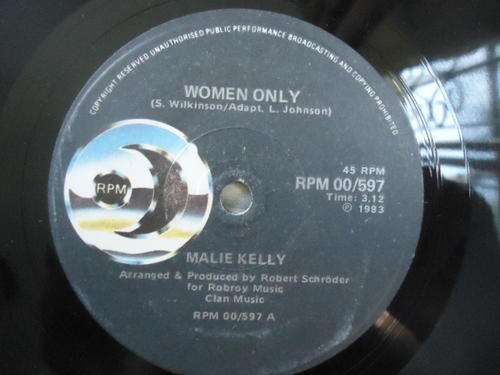 COPYRIGHT RESERVED UNAUTHORISED PUBLIC PERFORMANCE BROADCASTING AND COPYING PROHIBITED
WOMEN ONLY
(S. Wilkinson/Adapt. L. Johnson)
45 RPM
RPM 00/597
Time: 3.12
℗ 1983
RPM
MALIE KELLY
Arranged & Produced by Robert Schröder
for Robroy Music
Clan Music
RPM 00/597 A